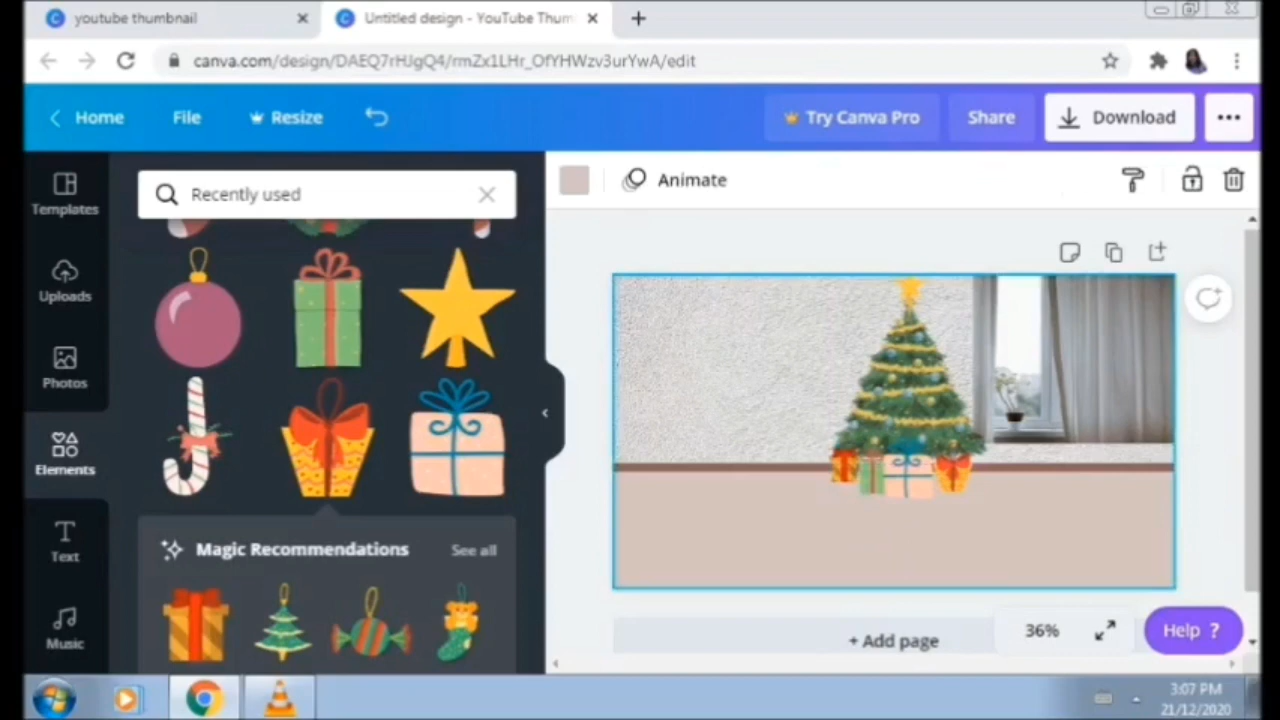 youtube thumbnail
Untitled design - YouTube Thum
canva.com/design/DAEQ7rHJgQ4/rmZx1LHr_OfYHWzv3urYwA/edit
Home
File
Resize
Try Canva Pro
Share
Download
Templates
Recently used
Animate
Uploads
Photos
Elements
Text
Magic Recommendations
See all
Music
+ Add page
36%
Help ?
3:07 PM
21/12/2020